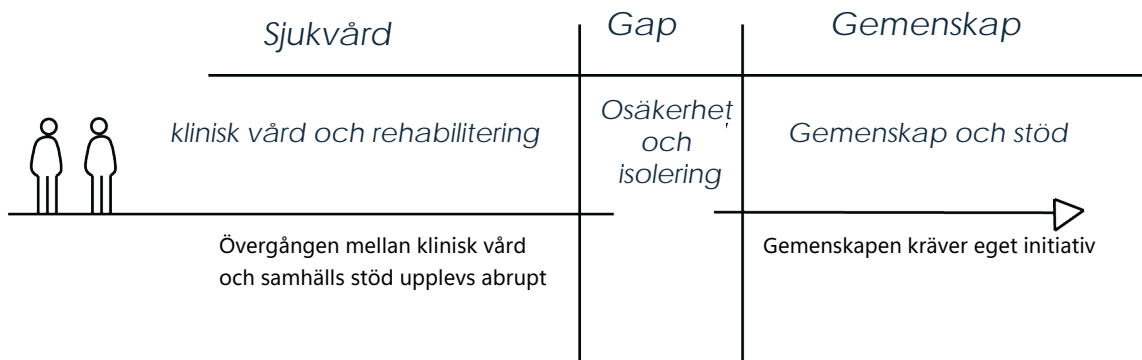 Sjukvård
Gap
Gemenskap
klinisk vård och rehabilitering
Osäkerhet
och
isolering
Gemenskap och stöd
Övergången mellan klinisk vård
och samhälls stöd upplevs abrupt
Gemenskapen kräver eget initiativ